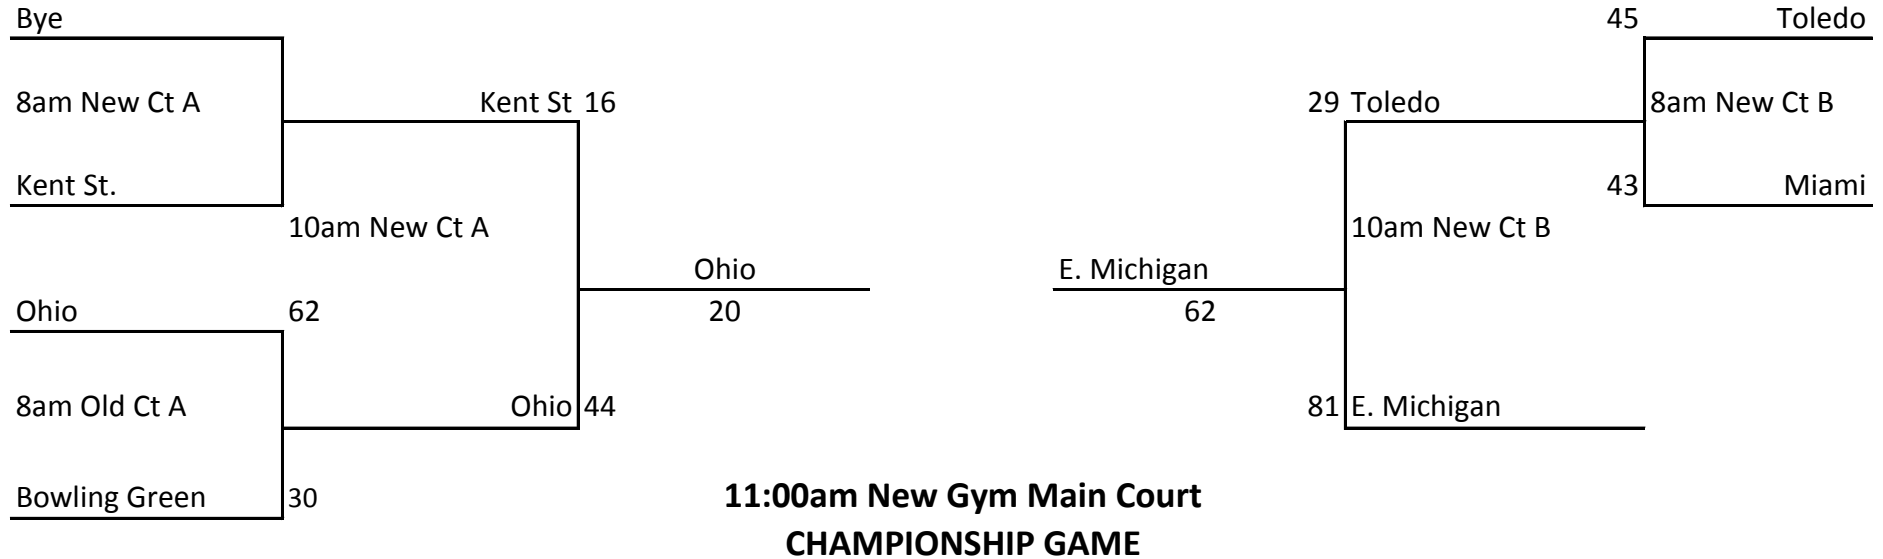 Bye
45 Toledo
8am New Ct A
Kent St 16
29 Toledo
8am New Ct B
Kent St.
43 Miami
10am New Ct A
10am New Ct B
Ohio
E. Michigan
Ohio 62
20
62
8am Old Ct A
Ohio 44
81 E. Michigan
Bowling Green 30
11:00am New Gym Main Court
CHAMPIONSHIP GAME